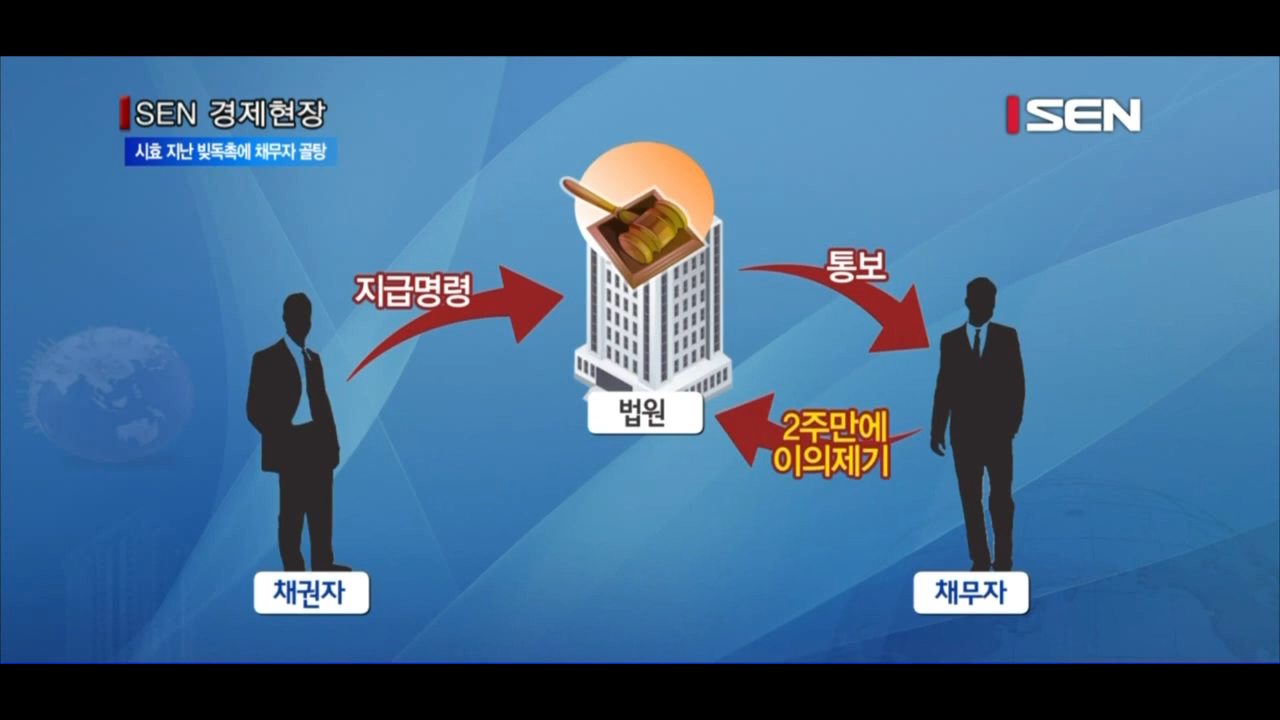 SEN 경제현장
시효 지난 빚독촉에 채무자 골탕
SEN
지급명령
통보
법원
2주만에
이의제기
채권자
채무자